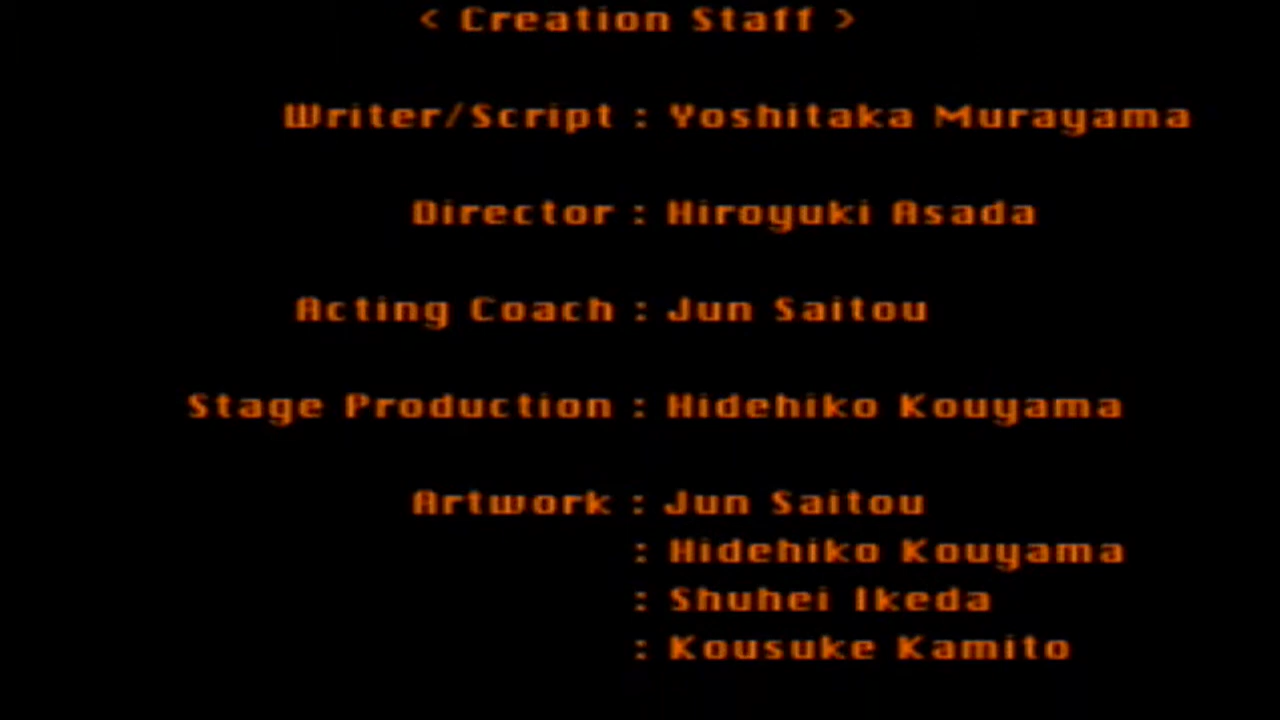 < Creation Staff >
Writer/Script : Yoshitaka Murayama
Director : Hiroyuki Asada
Acting Coach : Jun Saitou
Stage Production : Hidehiko Kouyama
Artwork : Jun Saitou
: Hidehiko Kouyama
: Shuhei Ikeda
: Kousuke Kamito